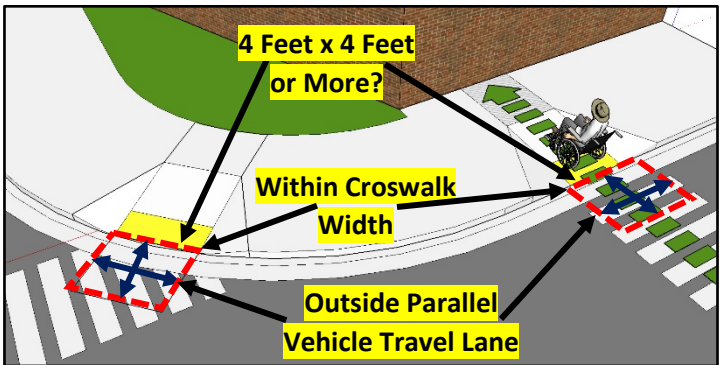 4 Feet x 4 Feet
or More?
Within Croswalk
Width
Outside Parallel
Vehicle Travel Lane